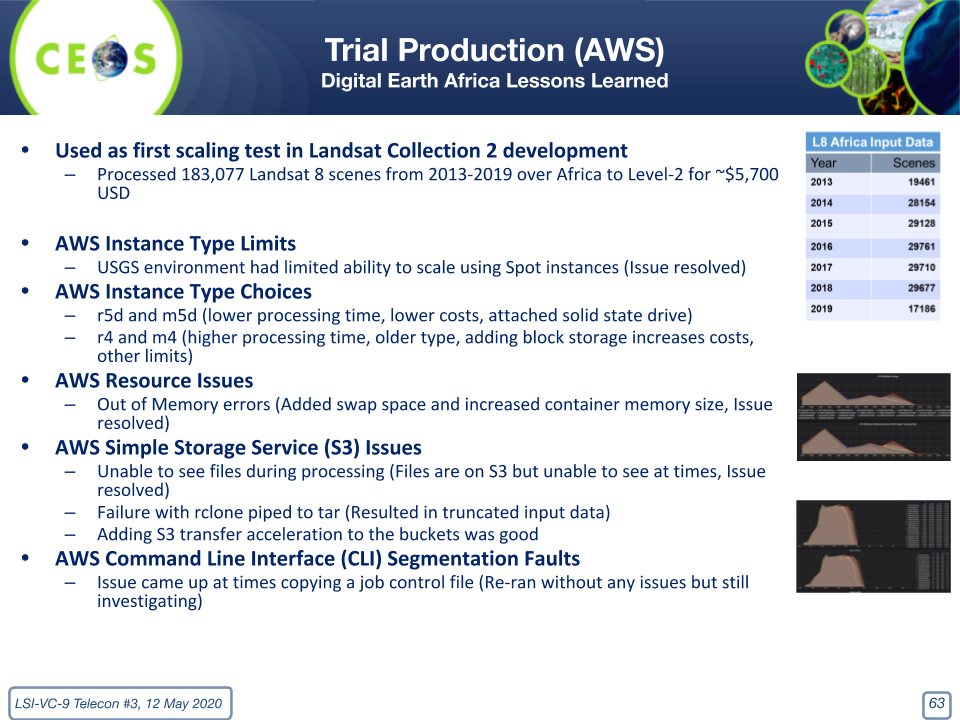 CEOS
Trial Production (AWS)
Digital Earth Africa Lessons Learned
• Used as first scaling test in Landsat Collection 2 development
– Processed 183,077 Landsat 8 scenes from 2013-2019 over Africa to Level-2 for ~$5,700
USD
• AWS Instance Type Limits
– USGS environment had limited ability to scale using Spot instances (Issue resolved)
• AWS Instance Type Choices
– r5d and m5d (lower processing time, lower costs, attached solid state drive)
– r4 and m4 (higher processing time, older type, adding block storage increases costs,
other limits)
• AWS Resource Issues
– Out of Memory errors (Added swap space and increased container memory size, Issue
resolved)
• AWS Simple Storage Service (S3) Issues
– Unable to see files during processing (Files are on S3 but unable to see at times, Issue
resolved)
– Failure with rclone piped to tar (Resulted in truncated input data)
– Adding S3 transfer acceleration to the buckets was good
• AWS Command Line Interface (CLI) Segmentation Faults
– Issue came up at times copying a job control file (Re-ran without any issues but still
investigating)
L8 Africa Input Data
Year Scenes
2013 19461
2014 28154
2015 29128
2016 29761
2017 29710
2018 29677
2019 17186
LSI-VC-9 Telecon #3, 12 May 2020
63